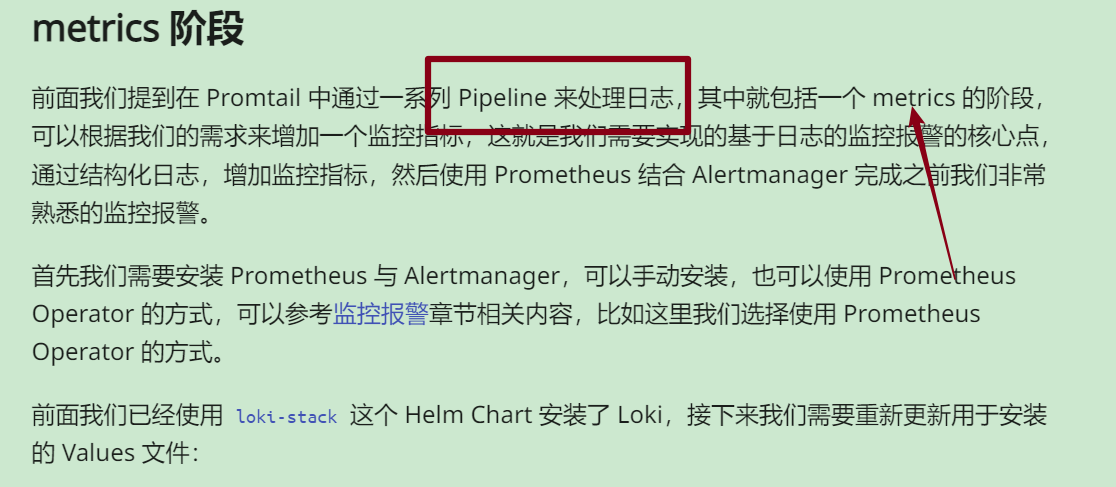 metrics 阶段
前面我们提到在 Promtail 中通过一系列 Pipeline 来处理日志，其中就包括一个 metrics 的阶段，
可以根据我们的需求来增加一个监控指标，这就是我们需要实现的基于日志的监控报警的核心点，
通过结构化日志，增加监控指标，然后使用 Prometheus 结合 Alertmanager 完成之前我们非常
熟悉的监控报警。
首先我们需要安装 Prometheus 与 Alertmanager，可以手动安装，也可以使用 Prometheus
Operator 的方式，可以参考监控报警章节相关内容，比如这里我们选择使用 Prometheus
Operator 的方式。
前面我们已经使用 loki-stack 这个 Helm Chart 安装了 Loki，接下来我们需要重新更新用于安装
的 Values 文件：